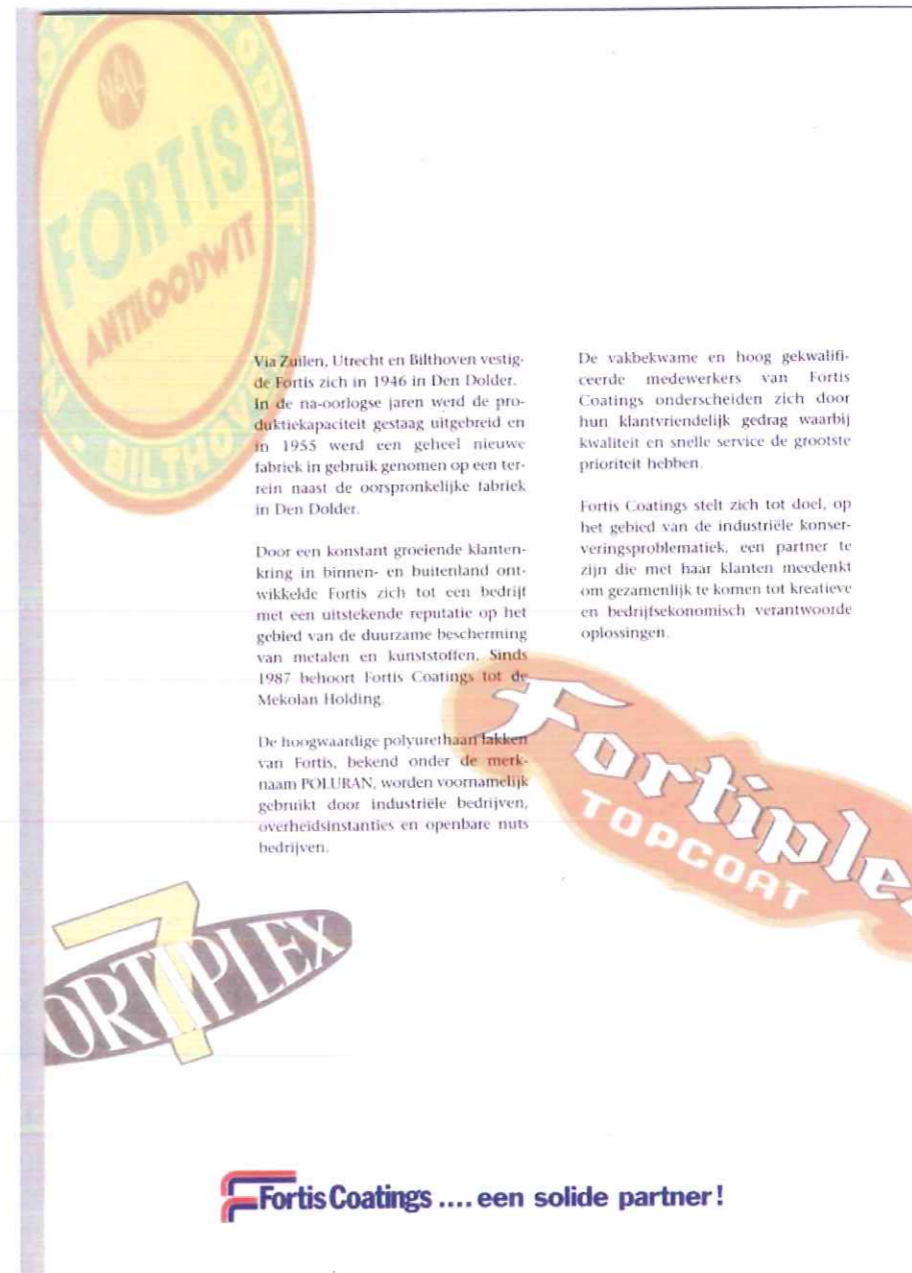 FORTIS
ANTILOODWIT
BILTHOVEN
Via Zuilen, Utrecht en Bilthoven vestig-
de Fortis zich in 1946 in Den Dolder.
In de na-oorlogse jaren werd de pro-
duktiekapaciteit gestaag uitgebreid en
in 1955 werd een geheel nieuwe
fabriek in gebruik genomen op een ter-
rein naast de oorspronkelijke fabriek
in Den Dolder.
Door een konstant groeiende klanten-
kring in binnen- en buitenland ont-
wikkelde Fortis zich tot een bedrijf
met een uitstekende reputatie op het
gebied van de duurzame bescherming
van metalen en kunststoffen. Sinds
1987 behoort Fortis Coatings tot de
Mekolan Holding.
De hoogwaardige polyurethaan lakken
van Fortis, bekend onder de merk-
naam POLURAN, worden voornamelijk
gebruikt door industriële bedrijven,
overheidsinstanties en openbare nuts
bedrijven.
De vakbekwame en hoog gekwalifi-
ceerde medewerkers van Fortis
Coatings onderscheiden zich door
hun klantvriendelijk gedrag waarbij
kwaliteit en snelle service de grootste
prioriteit hebben.
Fortis Coatings stelt zich tot doel, op
het gebied van de industriële konser-
veringsproblematiek, een partner te
zijn die met haar klanten meedenkt
om gezamenlijk te komen tot kreatieve
en bedrijfsekonomisch verantwoorde
oplossingen.
Fortiplex
TOPCOAT
7
ORTIPLEX
Fortis Coatings .... een solide partner!